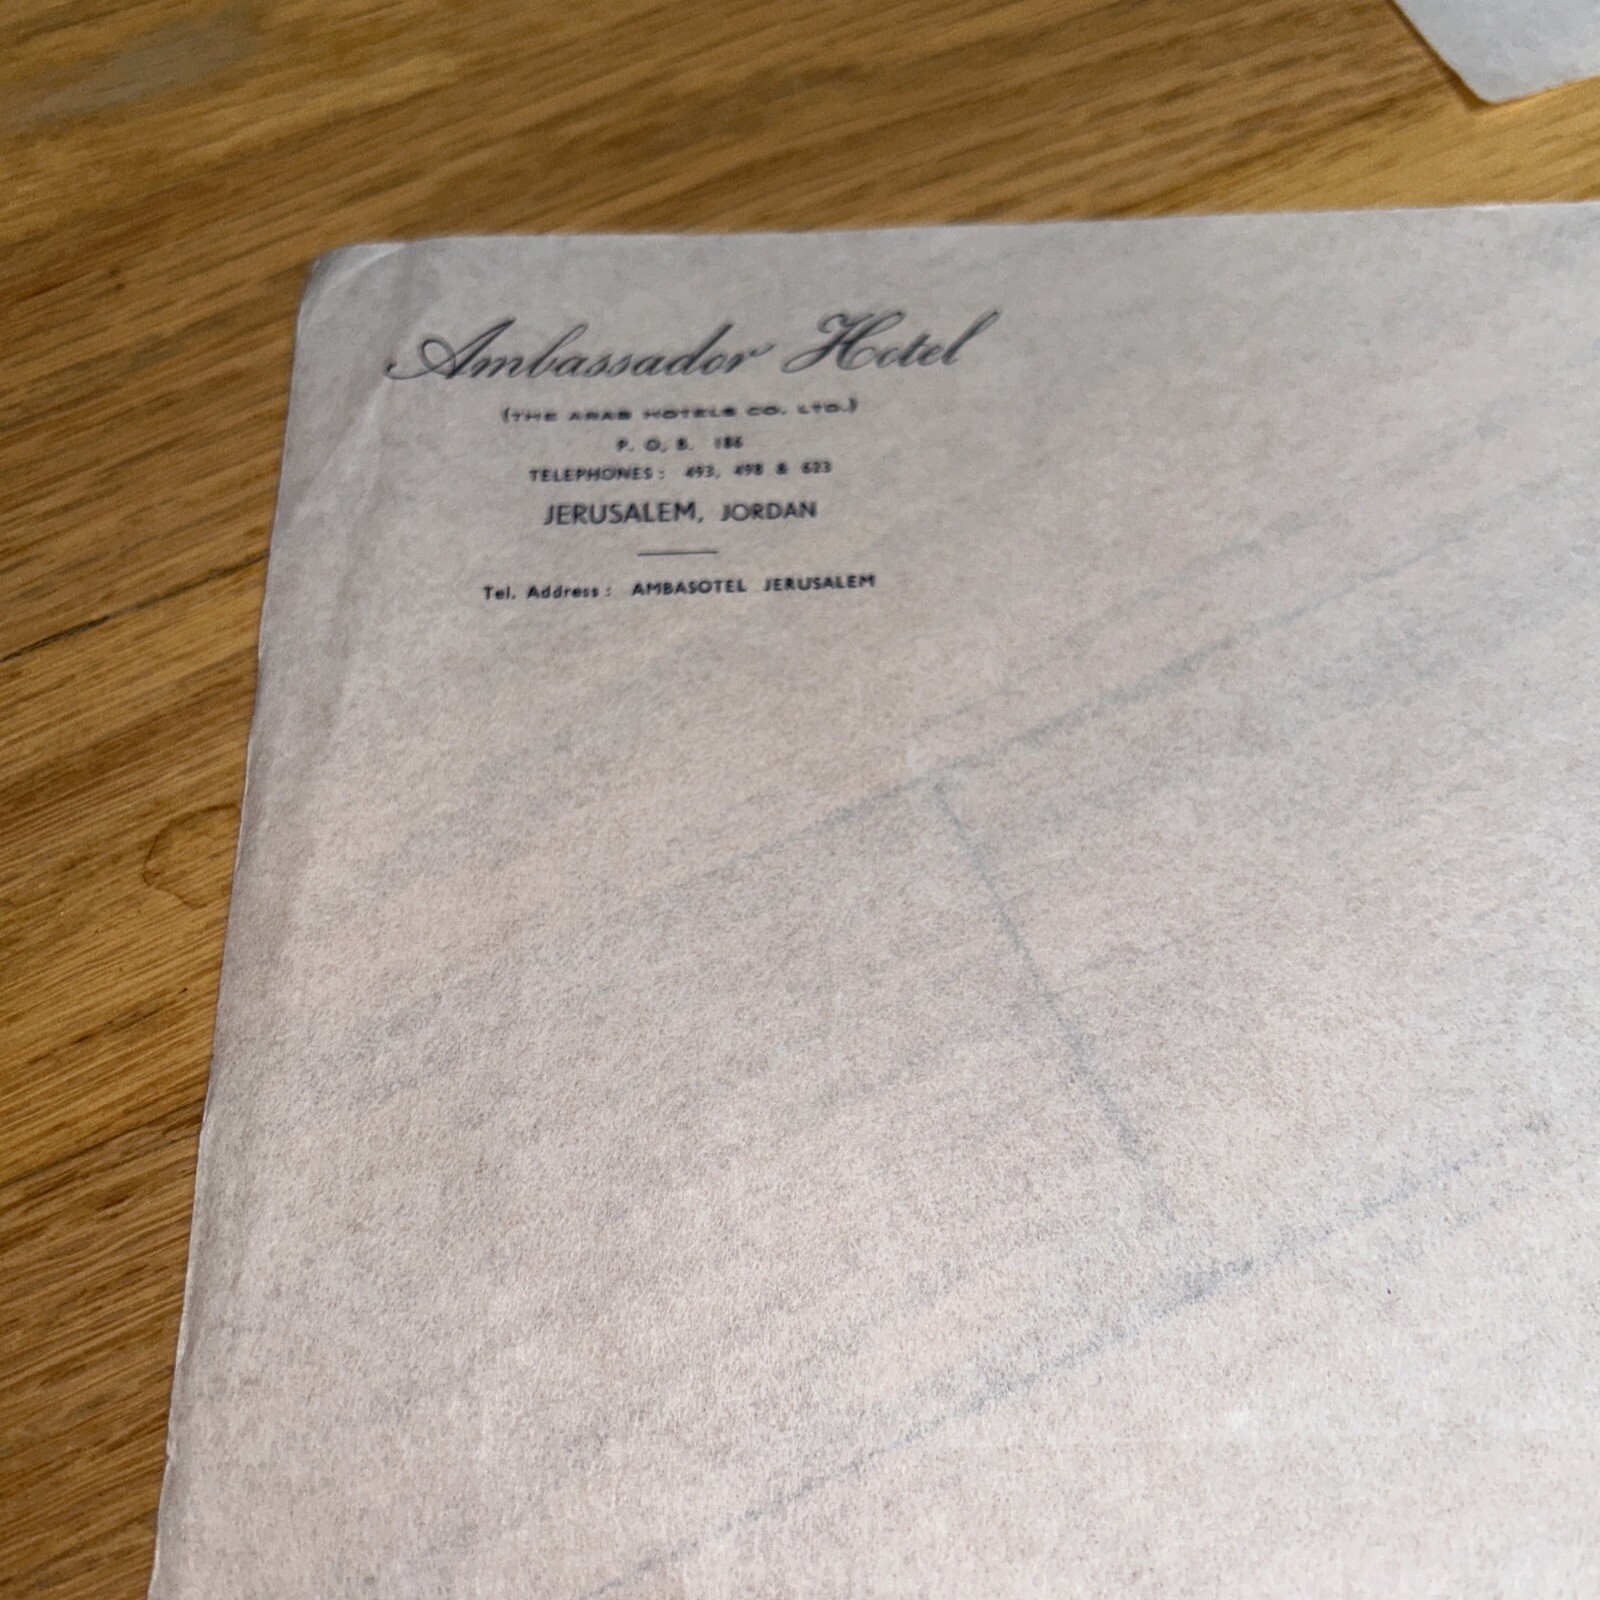 Ambassador Hotel
(THE ARAB HOTELS CO. LTD.)
P. O. B. 186
TELEPHONES: 493, 498 & 623
JERUSALEM, JORDAN
Tel. Address: AMBASOTEL JERUSALEM